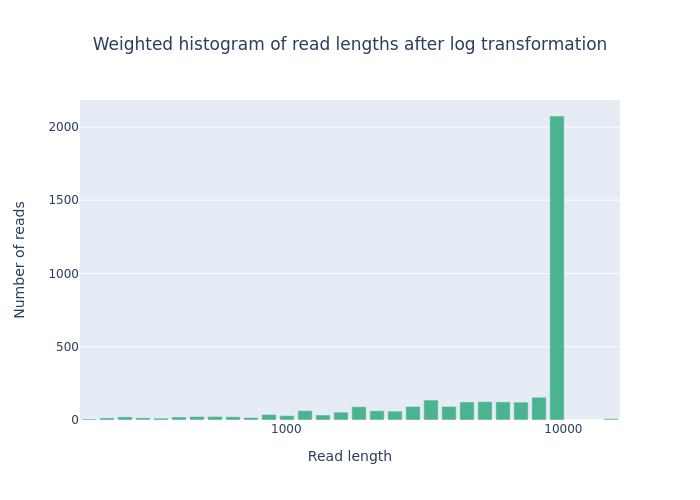 Weighted histogram of read lengths after log transformation
2000
1500
1000
500
0
Number of reads
1000
10000
Read length